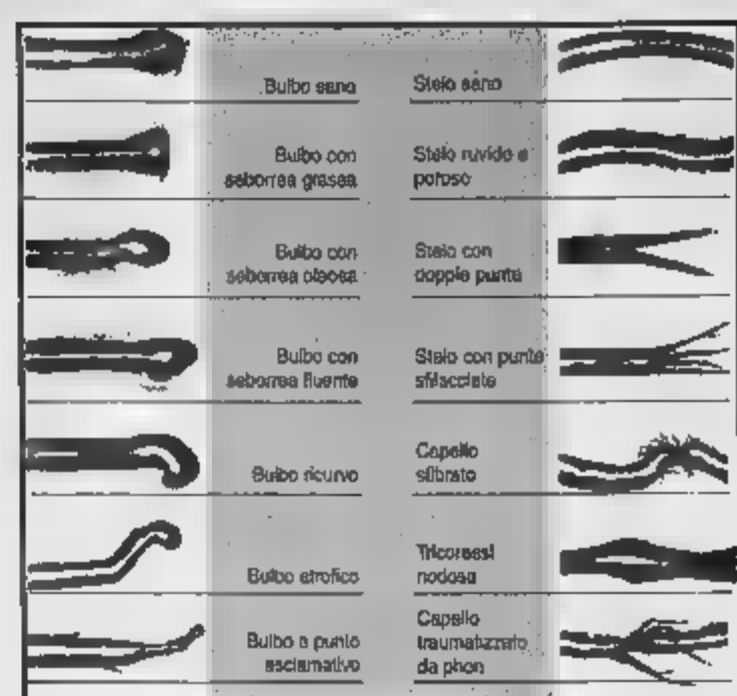 Bulbo sano
Bulbo con
seborrea grassa
Bulbo con
seborrea oleosa
Bulbo con
seborrea fluente
Bulbo ricurvo
Bulbo atrofico
Bulbo a punto
esclamativo
Stelo sano
Stelo ruvido e
poroso
Stelo con
doppie punte
Stelo con punte
sfilacciate
Capello
sfibrato
Tricoressi
nodosa
Capello
traumatizzato
da phon